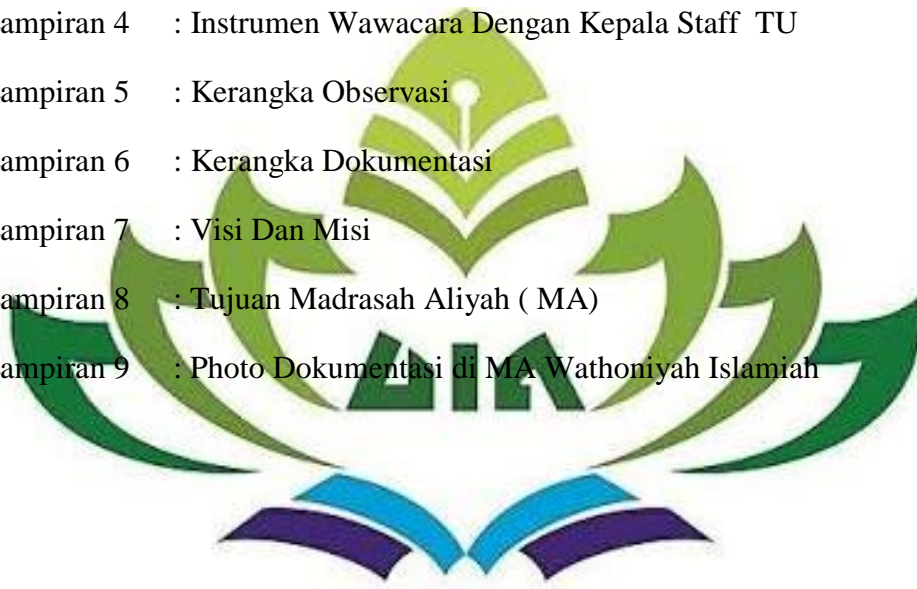 ampiran 4 : Instrumen Wawacara Dengan Kepala Staff TU
ampiran 5 : Kerangka Observasi
ampiran 6 : Kerangka Dokumentasi
ampiran 7 : Visi Dan Misi
ampiran 8 : Tujuan Madrasah Aliyah ( MA)
ampiran 9 : Photo Dokumentasi di MA Wathoniyah Islamiah